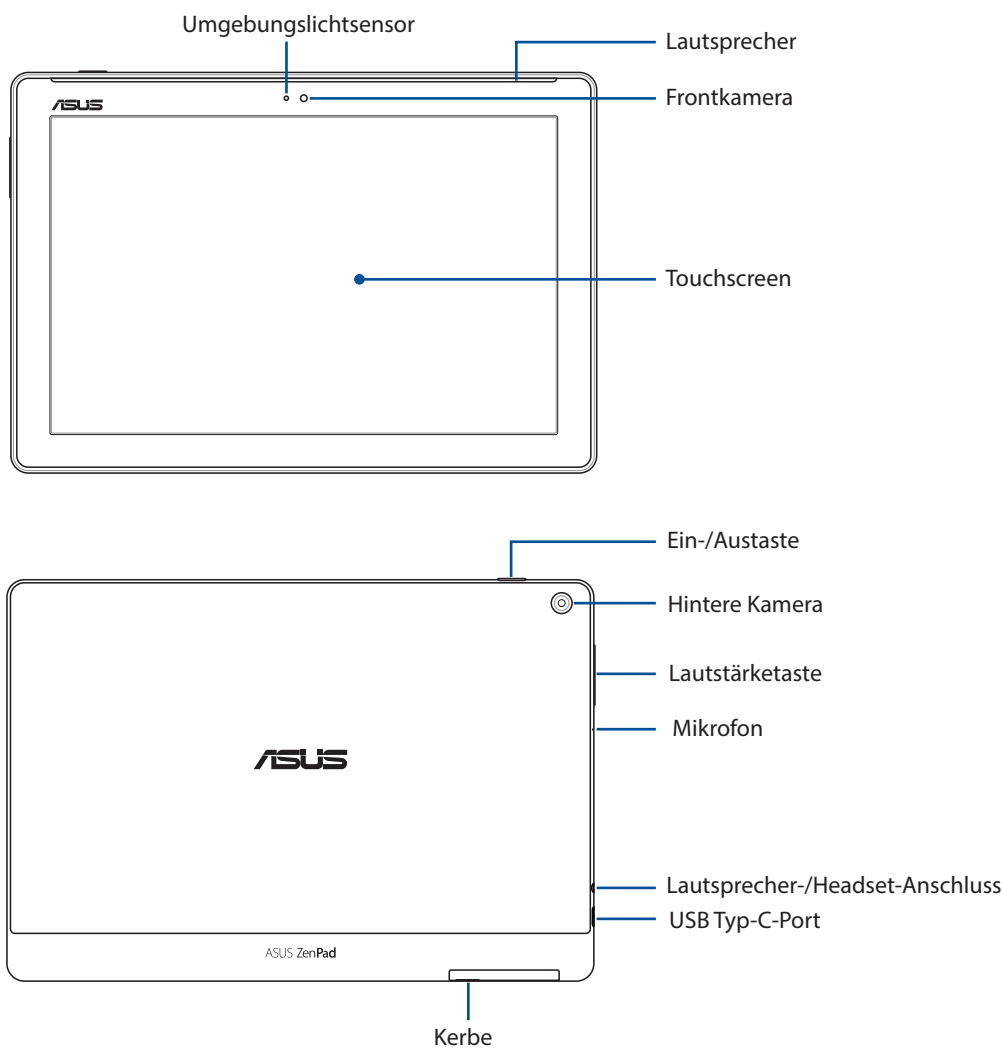 Umgebungslichtsensor
Lautsprecher
Frontkamera
ASUS
Touchscreen
Ein-/Austaste
Hintere Kamera
Lautstärketaste
Mikrofon
ASUS
Lautsprecher-/Headset-Anschluss
USB Typ-C-Port
ASUS ZenPad
Kerbe